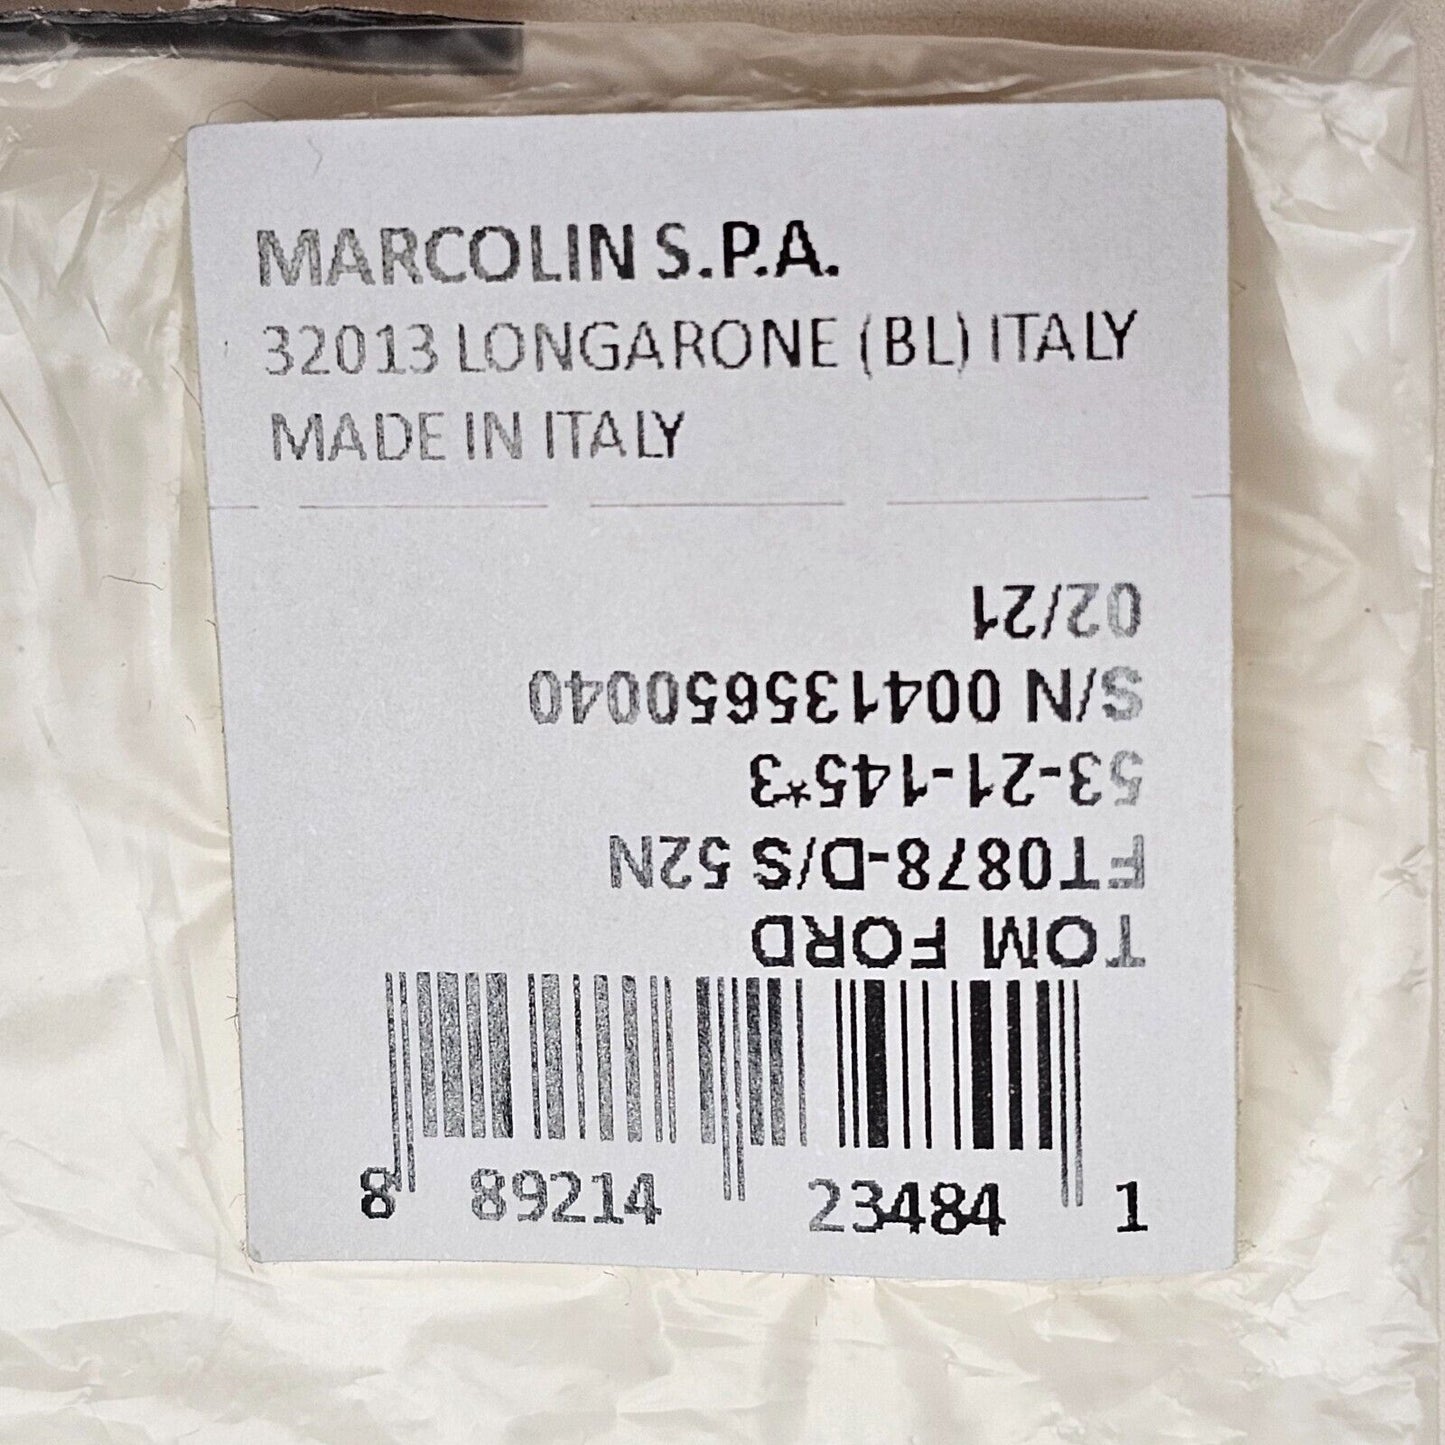 MARCOLIN S.P.A.
32013 LONGARONE (BL) ITALY
MADE IN ITALY
TOM FORD
FT0878-D/S 52N
53-21-145*3
S/N 004135650040
02/21
8 89214 23484 1